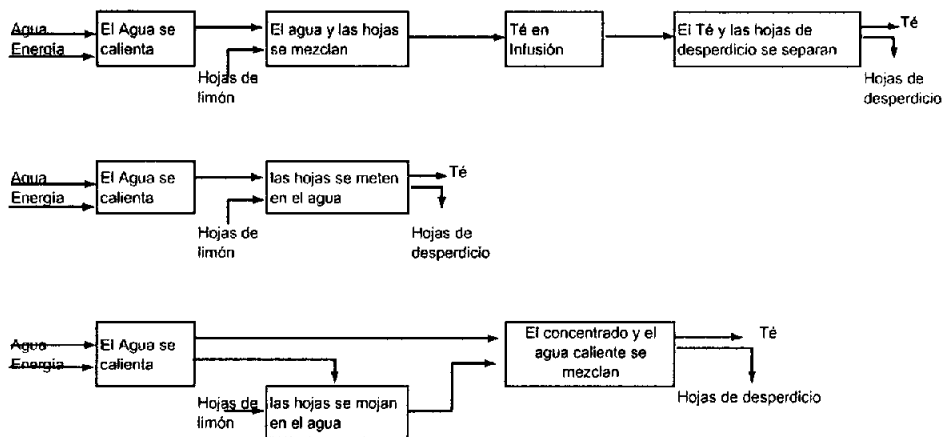 Agua
Energía
El Agua se
calienta
Hojas de
limón
El agua y las hojas
se mezclan
Té en
Infusión
El Té y las hojas de
desperdicio se separan
Té
Hojas de
desperdicio
Agua
Energía
El Agua se
calienta
Hojas de
limón
las hojas se meten
en el agua
Té
Hojas de
desperdicio
Agua
Energía
El Agua se
calienta
Hojas de
limón
las hojas se mojan
en el agua
El concentrado y el
agua caliente se
mezclan
Té
Hojas de desperdicio